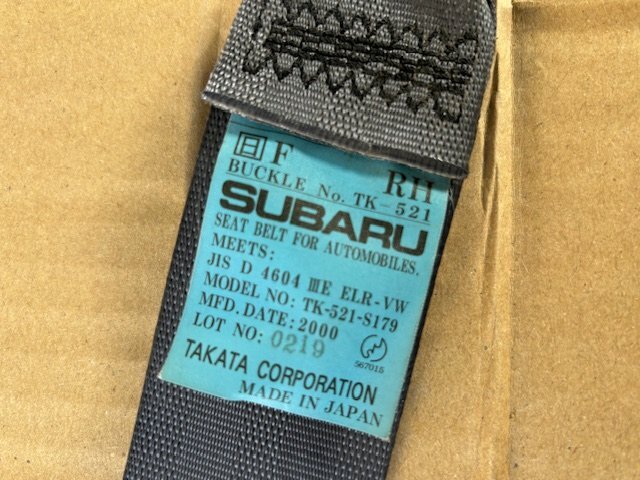 日 F RH
BUCKLE No. TK-521
SUBARU
SEAT BELT FOR AUTOMOBILES.
MEETS:
JIS D 4604 ⅢE ELR-VW
MODEL NO: TK-521-S179
MFD. DATE: 2000
LOT NO: 0219
567015
TAKATA CORPORATION
MADE IN JAPAN